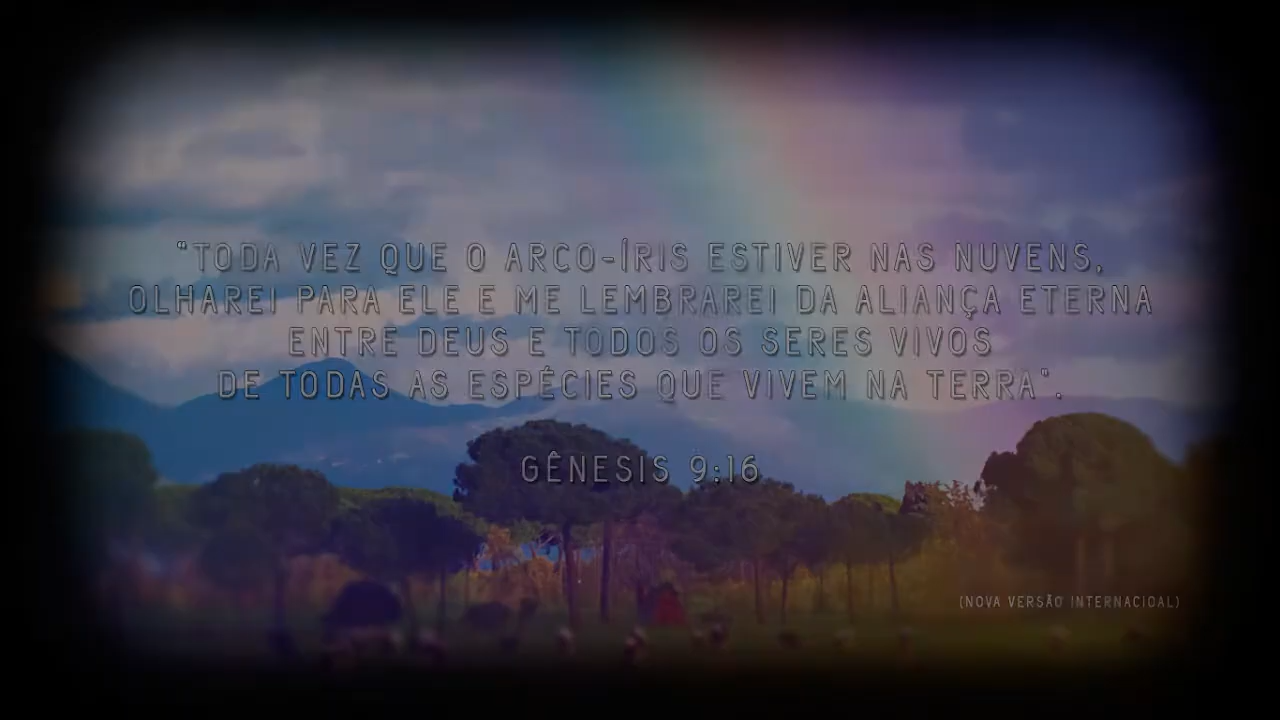 "TODA VEZ QUE O ARCO-ÍRIS ESTIVER NAS NUVENS,
OLHAREI PARA ELE E ME LEMBRAREI DA ALIANÇA ETERNA
ENTRE DEUS E TODOS OS SERES VIVOS
DE TODAS AS ESPÉCIES QUE VIVEM NA TERRA".
GÊNESIS 9:16
(NOVA VERSÃO INTERNACIOAL)